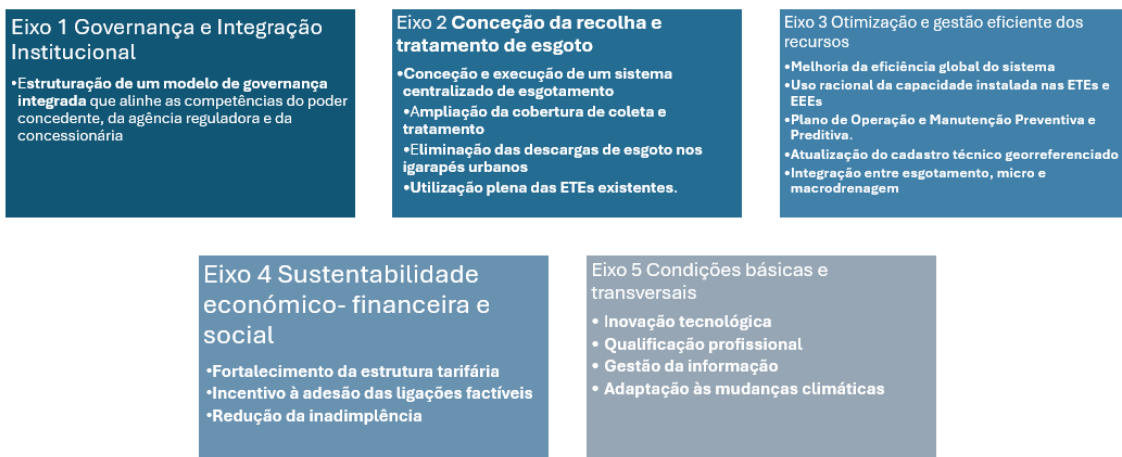 Eixo 1 Governança e Integração
Institucional
•Estruturação de um modelo de governança
integrada que alinhe as competências do poder
concedente, da agência reguladora e da
concessionária
Eixo 2 Conceção da recolha e
tratamento de esgoto
•Conceção e execução de um sistema
centralizado de esgotamento
•Ampliação da cobertura de coleta e
tratamento
•Eliminação das descargas de esgoto nos
igarapés urbanos
•Utilização plena das ETEs existentes.
Eixo 3 Otimização e gestão eficiente dos
recursos
•Melhoria da eficiência global do sistema
•Uso racional da capacidade instalada nas ETEs e
EEEs
•Plano de Operação e Manutenção Preventiva e
Preditiva.
•Atualização do cadastro técnico georreferenciado
•Integração entre esgotamento, micro e
macrodrenagem
Eixo 4 Sustentabilidade
económico- financeira e
social
•Fortalecimento da estrutura tarifária
•Incentivo à adesão das ligações factíveis
•Redução da inadimplência
Eixo 5 Condições básicas e
transversais
• Inovação tecnológica
• Qualificação profissional
• Gestão da informação
• Adaptação às mudanças climáticas